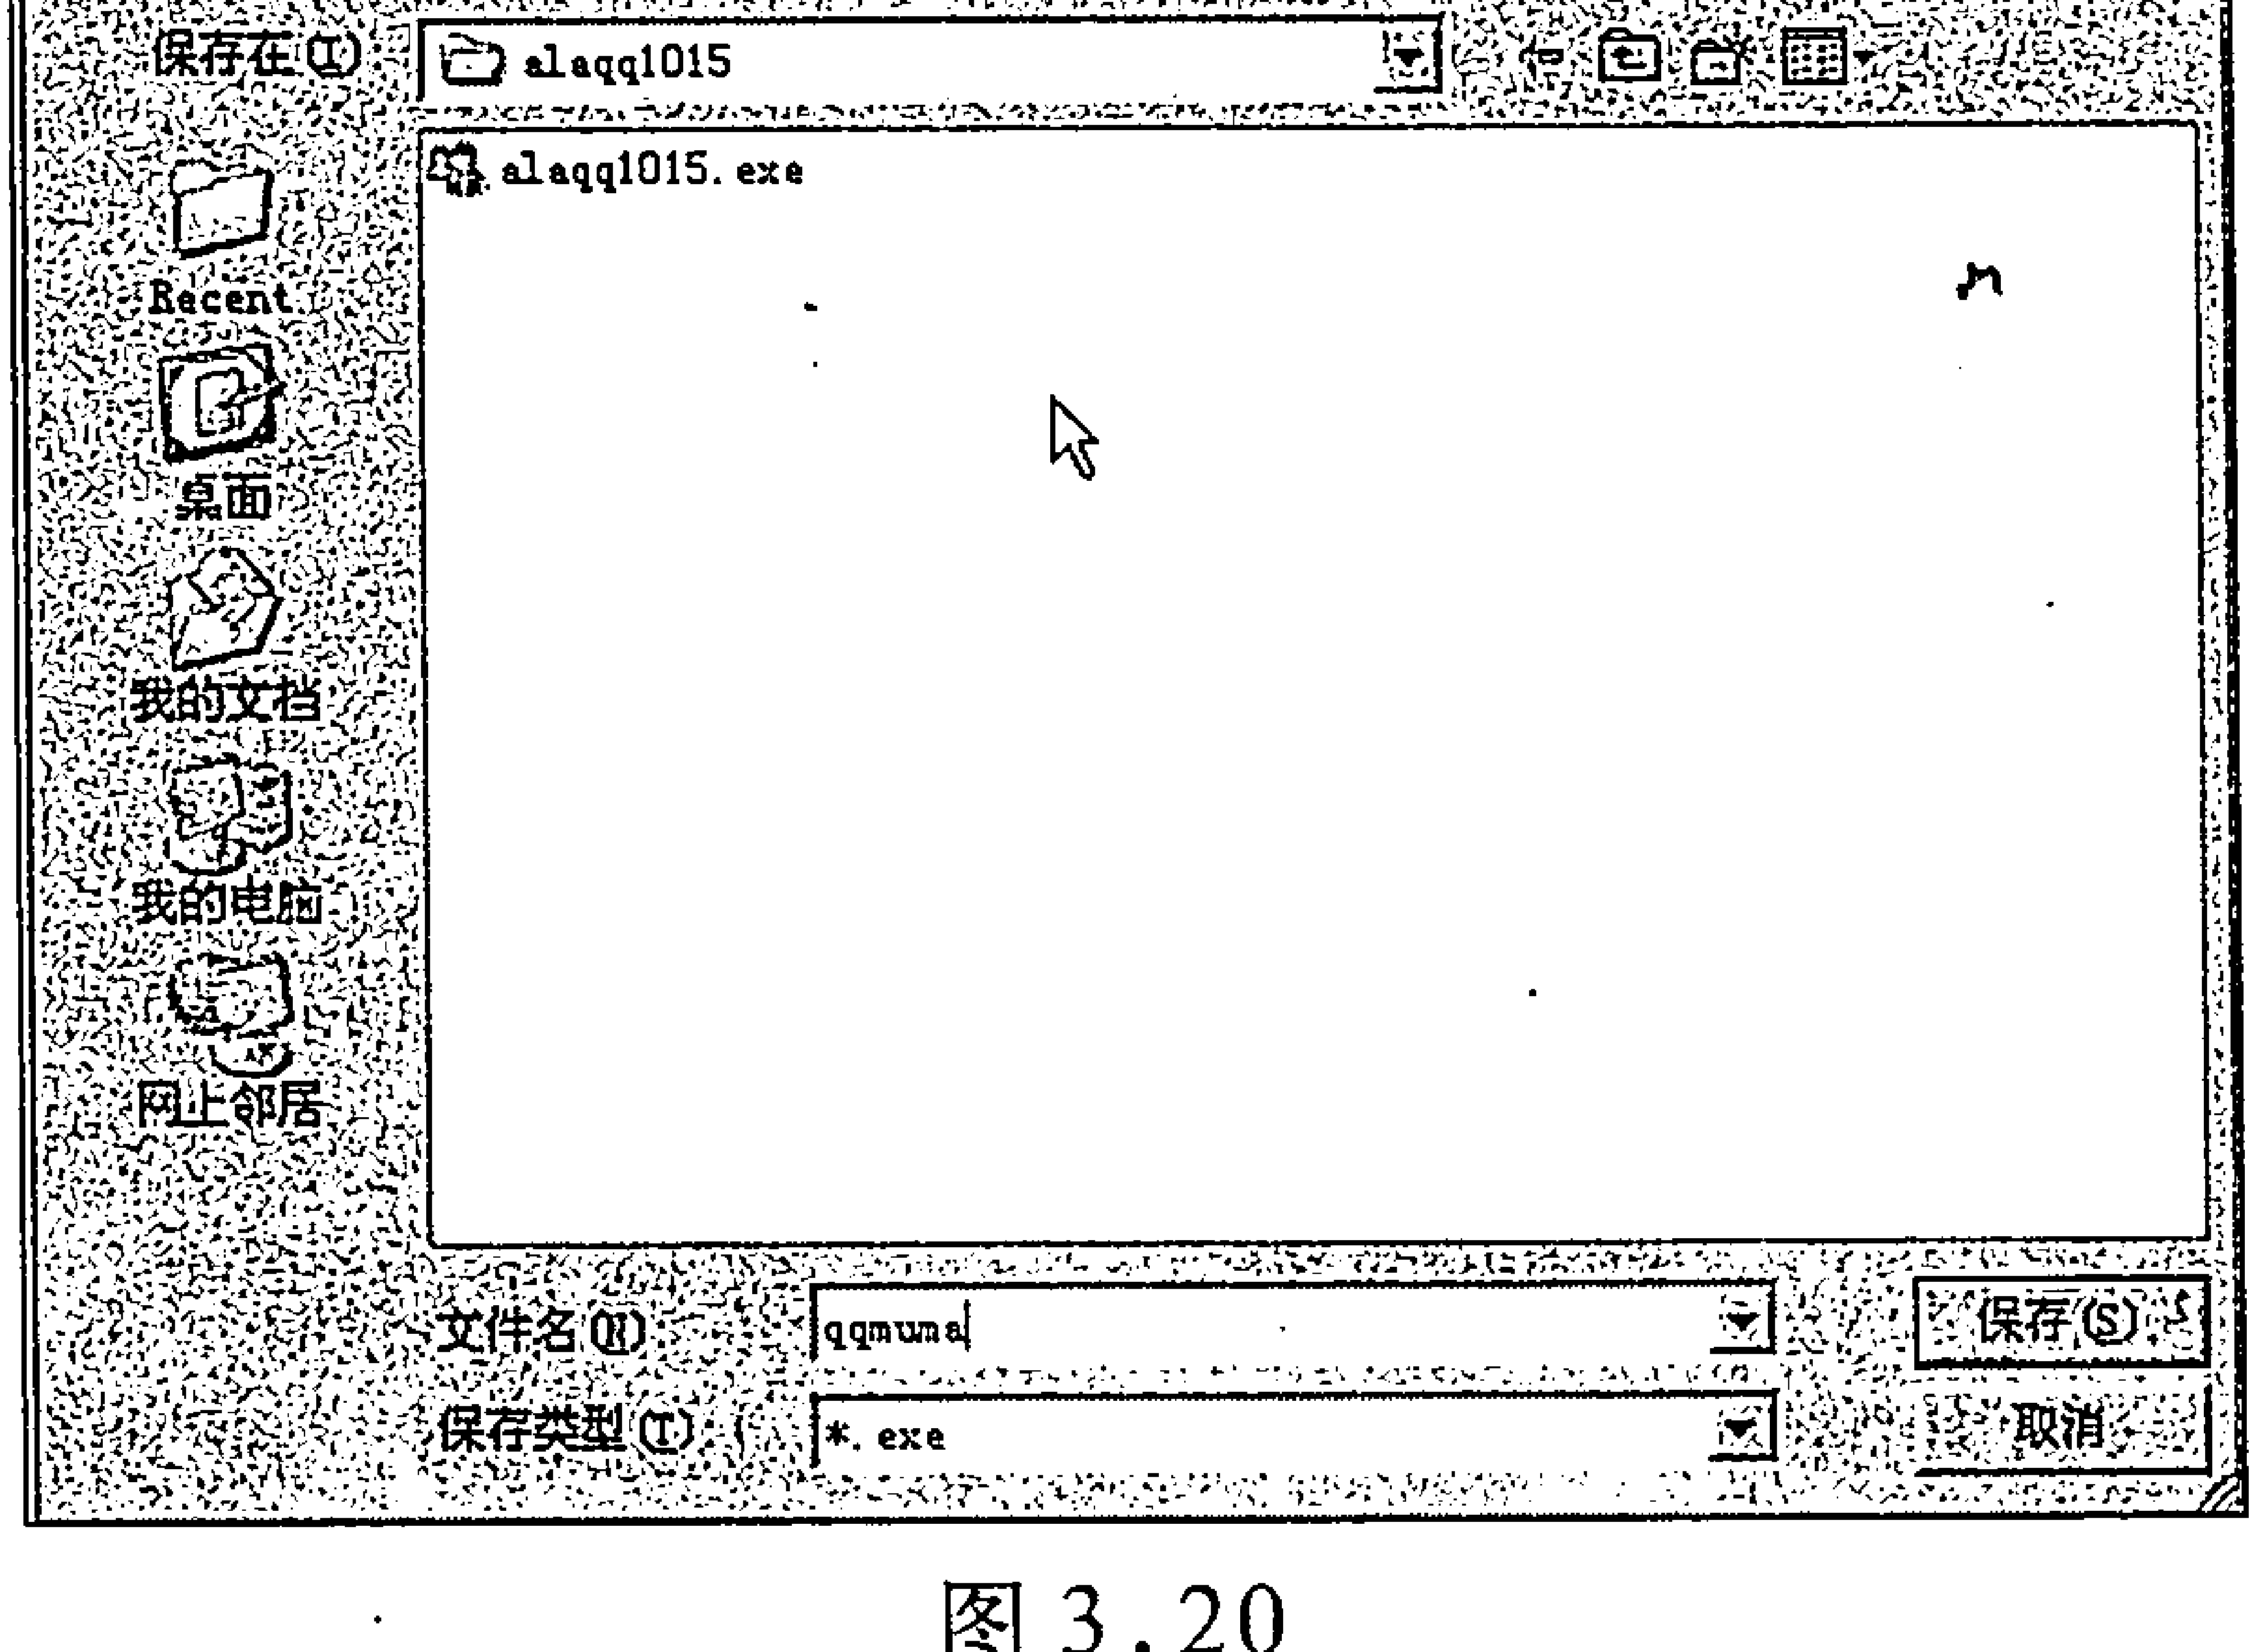 保存在(I) alaqq1015
alaqq1015.exe
Recent
桌面
我的文档
我的电脑
网上邻居
文件名(N) qqmuma 保存(S)
保存类型(T) *.exe 取消
图 3.20